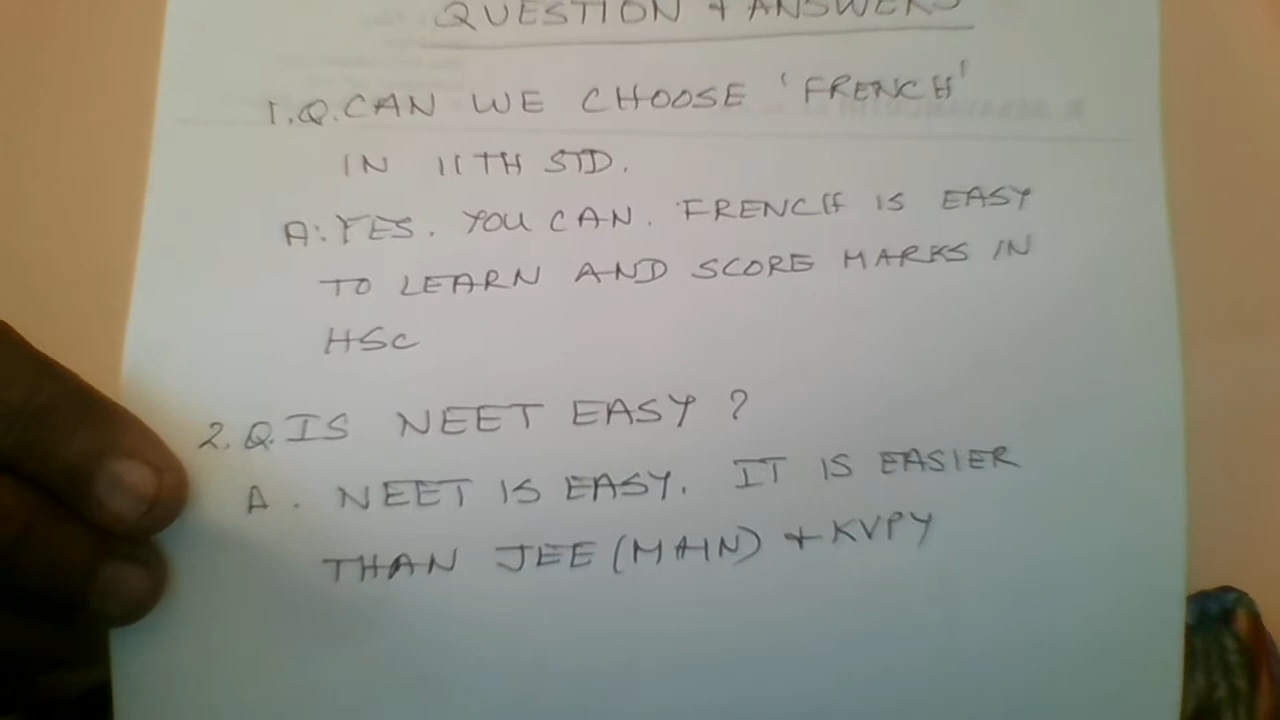 QUESTION + ANSWERS
1.Q.CAN WE CHOOSE 'FRENCH'
IN 11TH STD.
A:YES. YOU CAN. FRENCH IS EASY
TO LEARN AND SCORE MARKS IN
HSC
2.Q.IS NEET EASY?
A. NEET IS EASY. IT IS EASIER
THAN JEE (MAIN) + KVPY